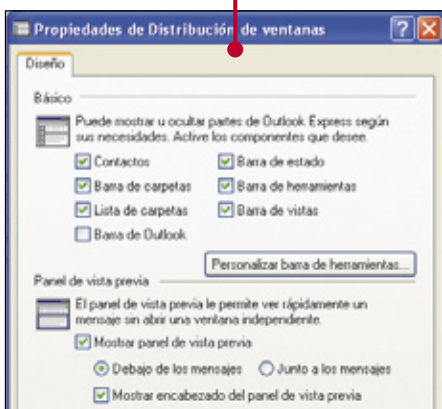 Propiedades de Distribución de ventanas
Diseño
Básico
Puede mostrar u ocultar partes de Outlook Express según
sus necesidades. Active los componentes que desee.
Contactos
Barra de estado
Barra de carpetas
Barra de herramientas
Lista de carpetas
Barra de vistas
Barra de Outlook
Personalizar barra de herramientas...
Panel de vista previa
El panel de vista previa le permite ver rápidamente un
mensaje sin abrir una ventana independiente.
Mostrar panel de vista previa
Debajo de los mensajes
Junto a los mensajes
Mostrar encabezado del panel de vista previa